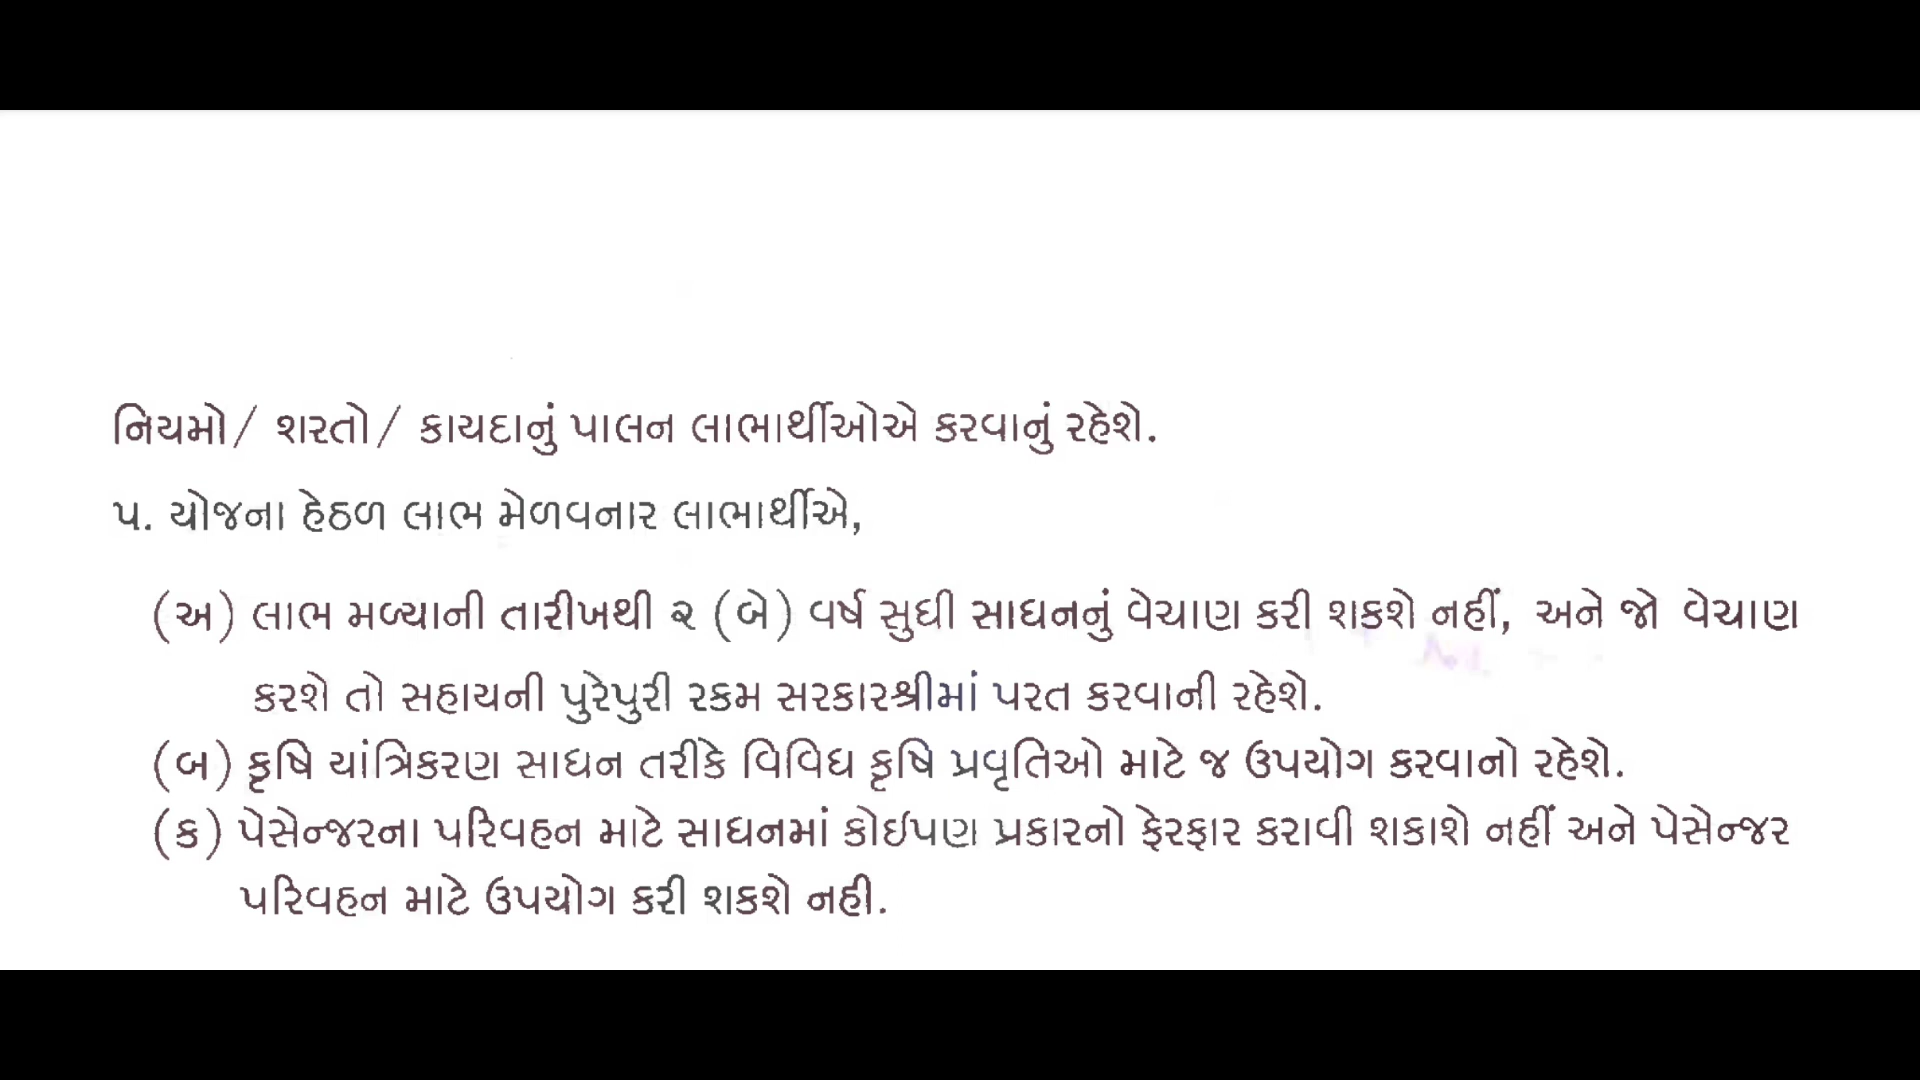 નિયમો/ શરતો/ કાયદાનું પાલન લાભાર્થીઓએ કરવાનું રહેશે.
૫. યોજના હેઠળ લાભ મેળવનાર લાભાર્થીએ,
(અ) લાભ મળ્યાની તારીખથી ૨ (બે) વર્ષ સુધી સાધનનું વેચાણ કરી શકશે નહીં, અને જો વેચાણ
કરશે તો સહાયની પુરેપુરી રકમ સરકારશ્રીમાં પરત કરવાની રહેશે.
(બ) કૃષિ યાંત્રિકરણ સાધન તરીકે વિવિધ કૃષિ પ્રવૃતિઓ માટે જ ઉપયોગ કરવાનો રહેશે.
(ક) પેસેન્જરના પરિવહન માટે સાધનમાં કોઈપણ પ્રકારનો ફેરફાર કરાવી શકાશે નહીં અને પેસેન્જર
પરિવહન માટે ઉપયોગ કરી શકશે નહી.